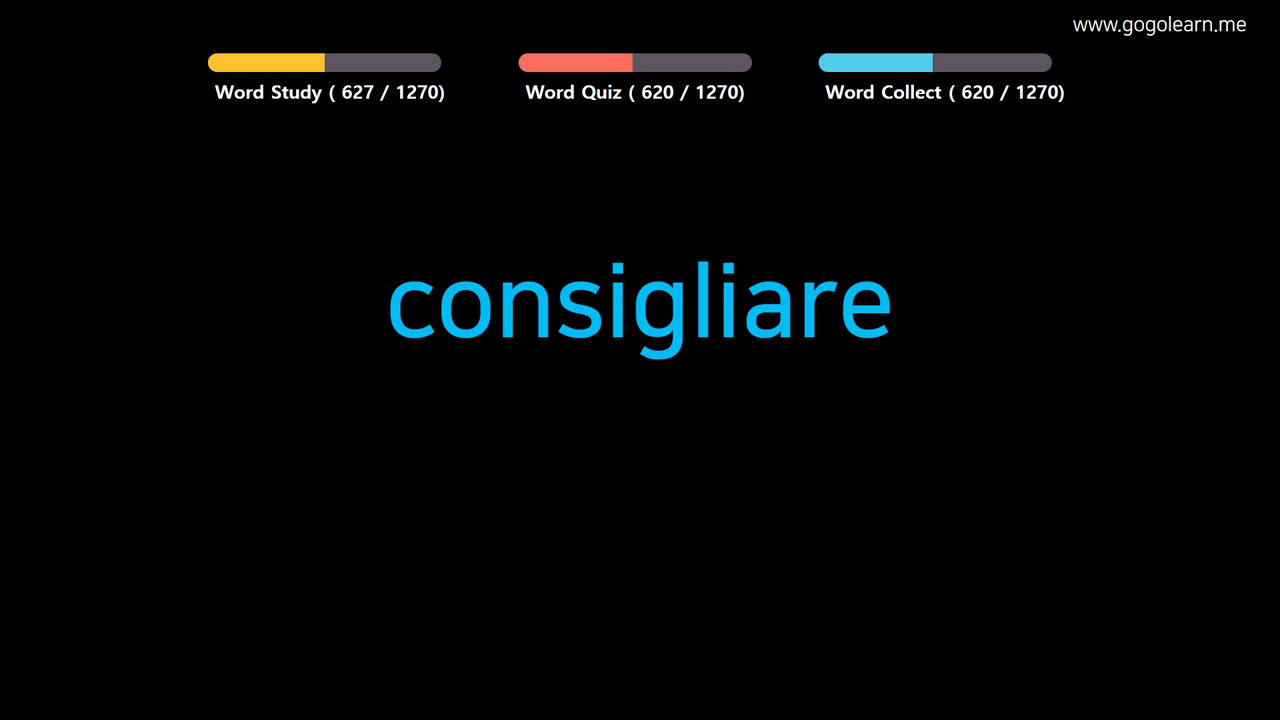 www.gogolearn.me
Word Study ( 627 / 1270)
Word Quiz ( 620 / 1270)
Word Collect ( 620 / 1270)
consigliare